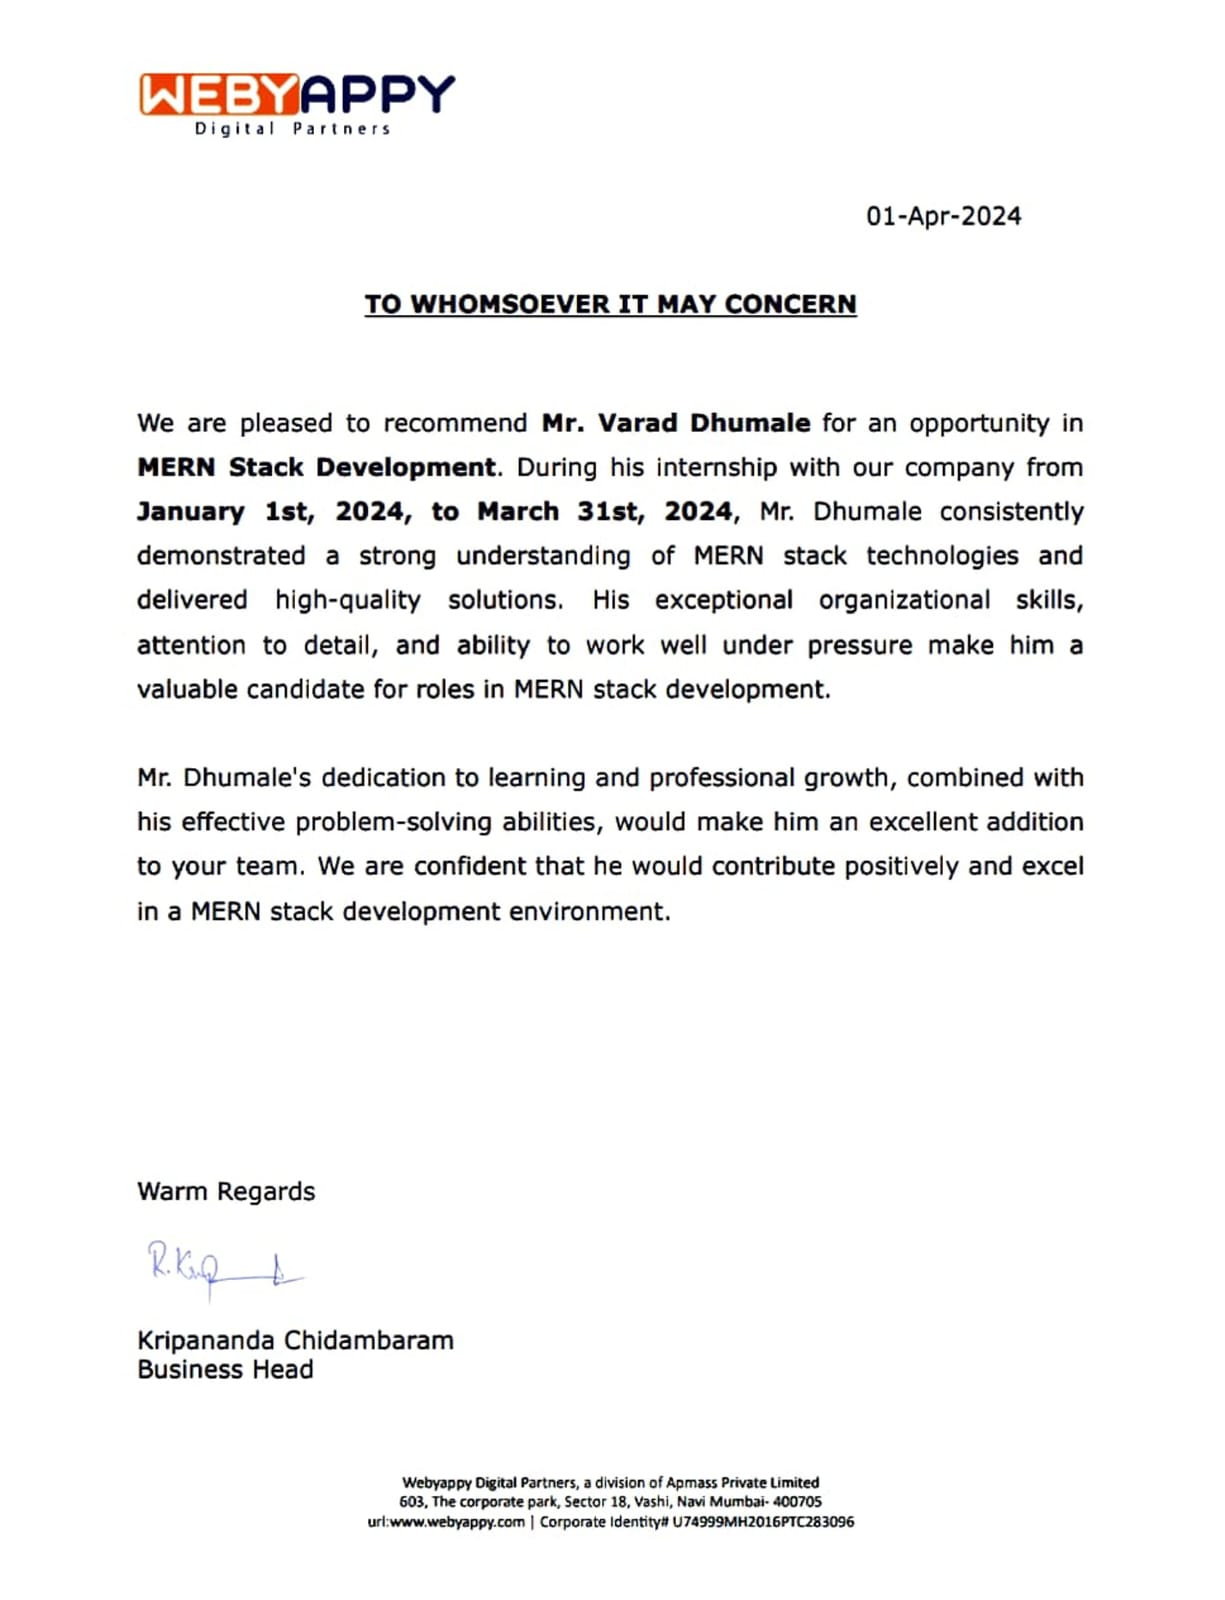 WEBYAPPY
Digital Partners
01-Apr-2024
TO WHOMSOEVER IT MAY CONCERN
We are pleased to recommend Mr. Varad Dhumale for an opportunity in
MERN Stack Development. During his internship with our company from
January 1st, 2024, to March 31st, 2024, Mr. Dhumale consistently
demonstrated a strong understanding of MERN stack technologies and
delivered high-quality solutions. His exceptional organizational skills,
attention to detail, and ability to work well under pressure make him a
valuable candidate for roles in MERN stack development.
Mr. Dhumale's dedication to learning and professional growth, combined with
his effective problem-solving abilities, would make him an excellent addition
to your team. We are confident that he would contribute positively and excel
in a MERN stack development environment.
Warm Regards
Kripananda Chidambaram
Business Head
Webyappy Digital Partners, a division of Apmass Private Limited
603, The corporate park, Sector 18, Vashi, Navi Mumbai- 400705
url:www.webyappy.com | Corporate Identity# U74999MH2016PTC283096